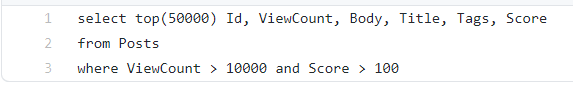 1 select top(50000) Id, ViewCount, Body, Title, Tags, Score
2 from Posts
3 where ViewCount > 10000 and Score > 100